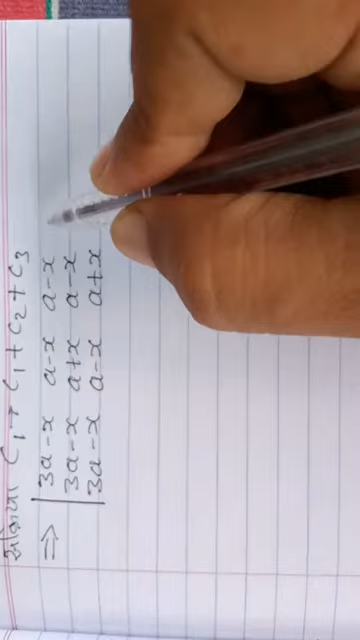 C₁ → C₁ + C₂ + C₃
⇒ | 3a-x a-x a-x
| 3a-x a+x a-x
| 3a-x a-x a+x